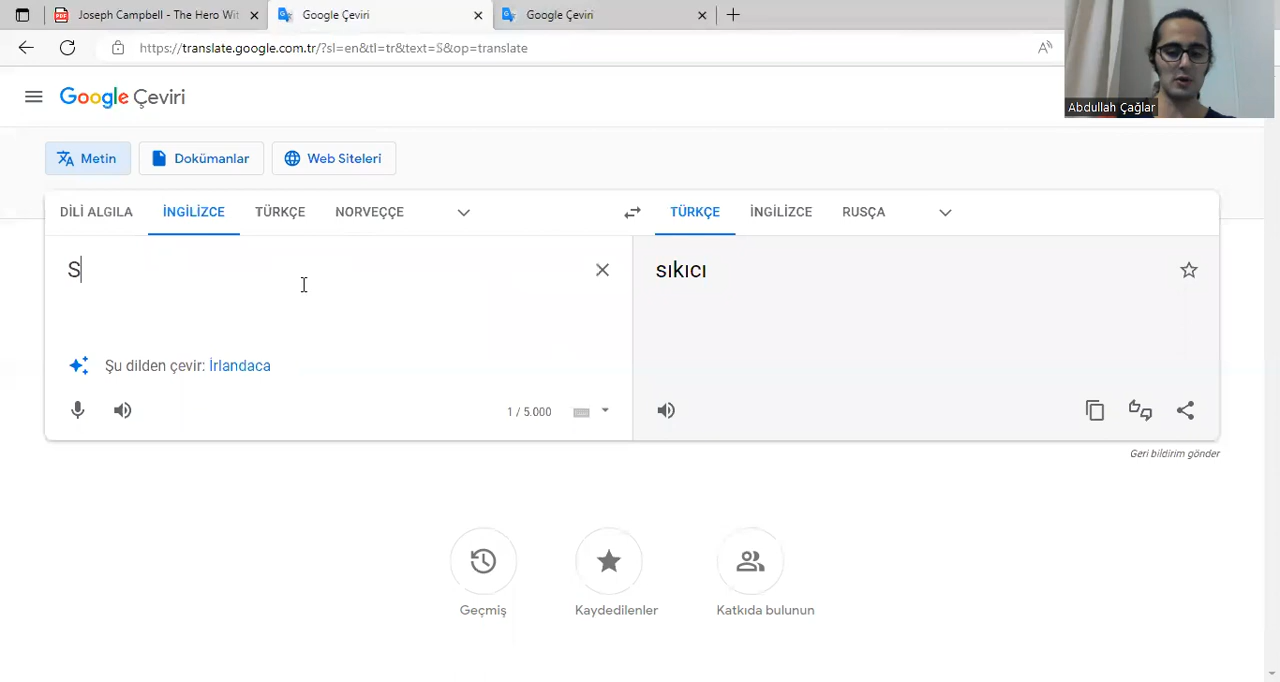 Joseph Campbell - The Hero Wit
Google Çeviri
Google Çeviri
https://translate.google.com.tr/?sl=en&tl=tr&text=S&op=translate
Abdullah Çağlar
Google Çeviri
Metin
Dokümanlar
Web Siteleri
DİLİ ALGILA İNGİLİZCE TÜRKÇE NORVEÇÇE
TÜRKÇE İNGİLİZCE RUSÇA
S
sıkıcı
Şu dilden çevir: İrlandaca
1 / 5.000
Geri bildirim gönder
Geçmiş
Kaydedilenler
Katkıda bulunun